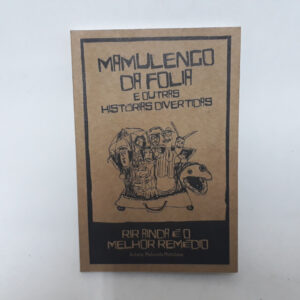 MAMULENGO
DA FOLIA
E OUTRAS
HISTÓRIAS DIVERTIDAS
RIR AINDA É O
MELHOR REMÉDIO